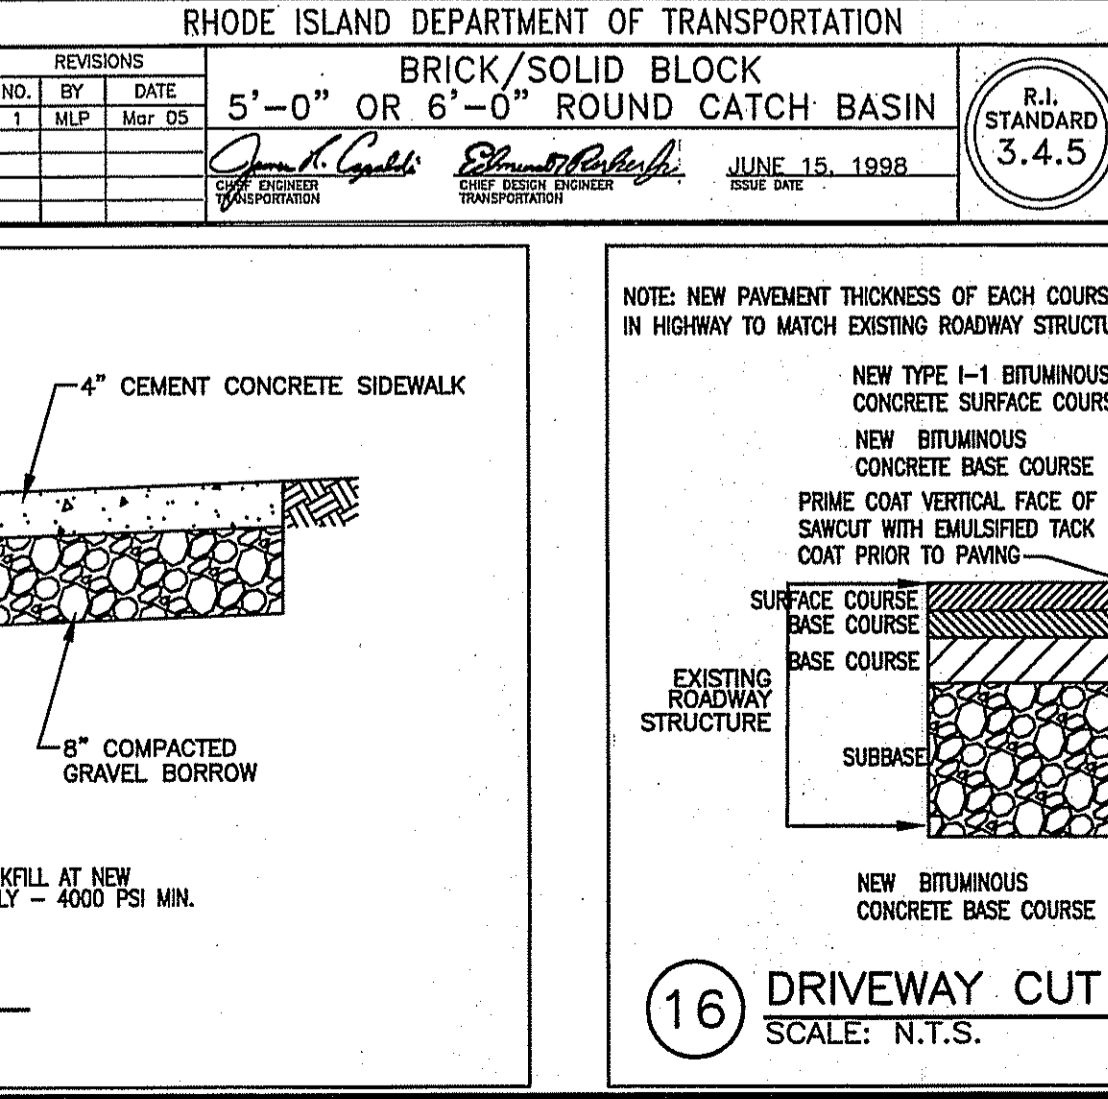 RHODE ISLAND DEPARTMENT OF TRANSPORTATION
REVISIONS
NO. BY DATE
1 MLP Mar 05
BRICK/SOLID BLOCK
5'-0" OR 6'-0" ROUND CATCH BASIN
CHIEF ENGINEER
TRANSPORTATION
CHIEF DESIGN ENGINEER
TRANSPORTATION
JUNE 15, 1998
ISSUE DATE
R.I.
STANDARD
3.4.5
4" CEMENT CONCRETE SIDEWALK
8" COMPACTED
GRAVEL BORROW
KFILL AT NEW
LY - 4000 PSI MIN.
NOTE: NEW PAVEMENT THICKNESS OF EACH COURS
IN HIGHWAY TO MATCH EXISTING ROADWAY STRUCTU
NEW TYPE I-1 BITUMINOUS
CONCRETE SURFACE COURS
NEW BITUMINOUS
CONCRETE BASE COURSE
PRIME COAT VERTICAL FACE OF
SAWCUT WITH EMULSIFIED TACK
COAT PRIOR TO PAVING
SURFACE COURSE
BASE COURSE
BASE COURSE
EXISTING
ROADWAY
STRUCTURE
SUBBASE
NEW BITUMINOUS
CONCRETE BASE COURSE
16 DRIVEWAY CUT
SCALE: N.T.S.